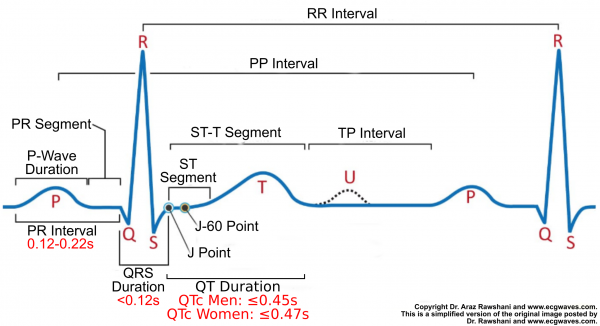 RR Interval
R
R
PP Interval
PR Segment
ST-T Segment
TP Interval
P-Wave
Duration
ST
Segment
P
T
U
P
PR Interval
0.12-0.22s
Q
S
J-60 Point
J Point
Q
S
QRS
Duration
<0.12s
QT Duration
QTc Men: ≤0.45s
QTc Women: ≤0.47s
Copyright Dr. Araz Rawshani and www.ecgwaves.com.
This is a simplified version of the original image posted by
Dr. Rawshani and www.ecgwaves.com.